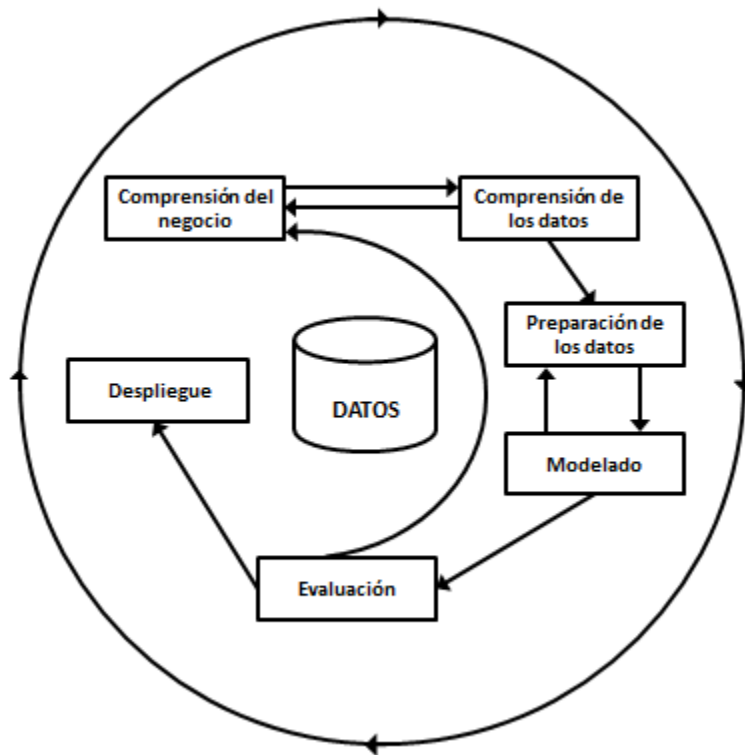 Comprensión del
negocio
Comprensión de
los datos
Preparación de
los datos
Despliegue
DATOS
Modelado
Evaluación